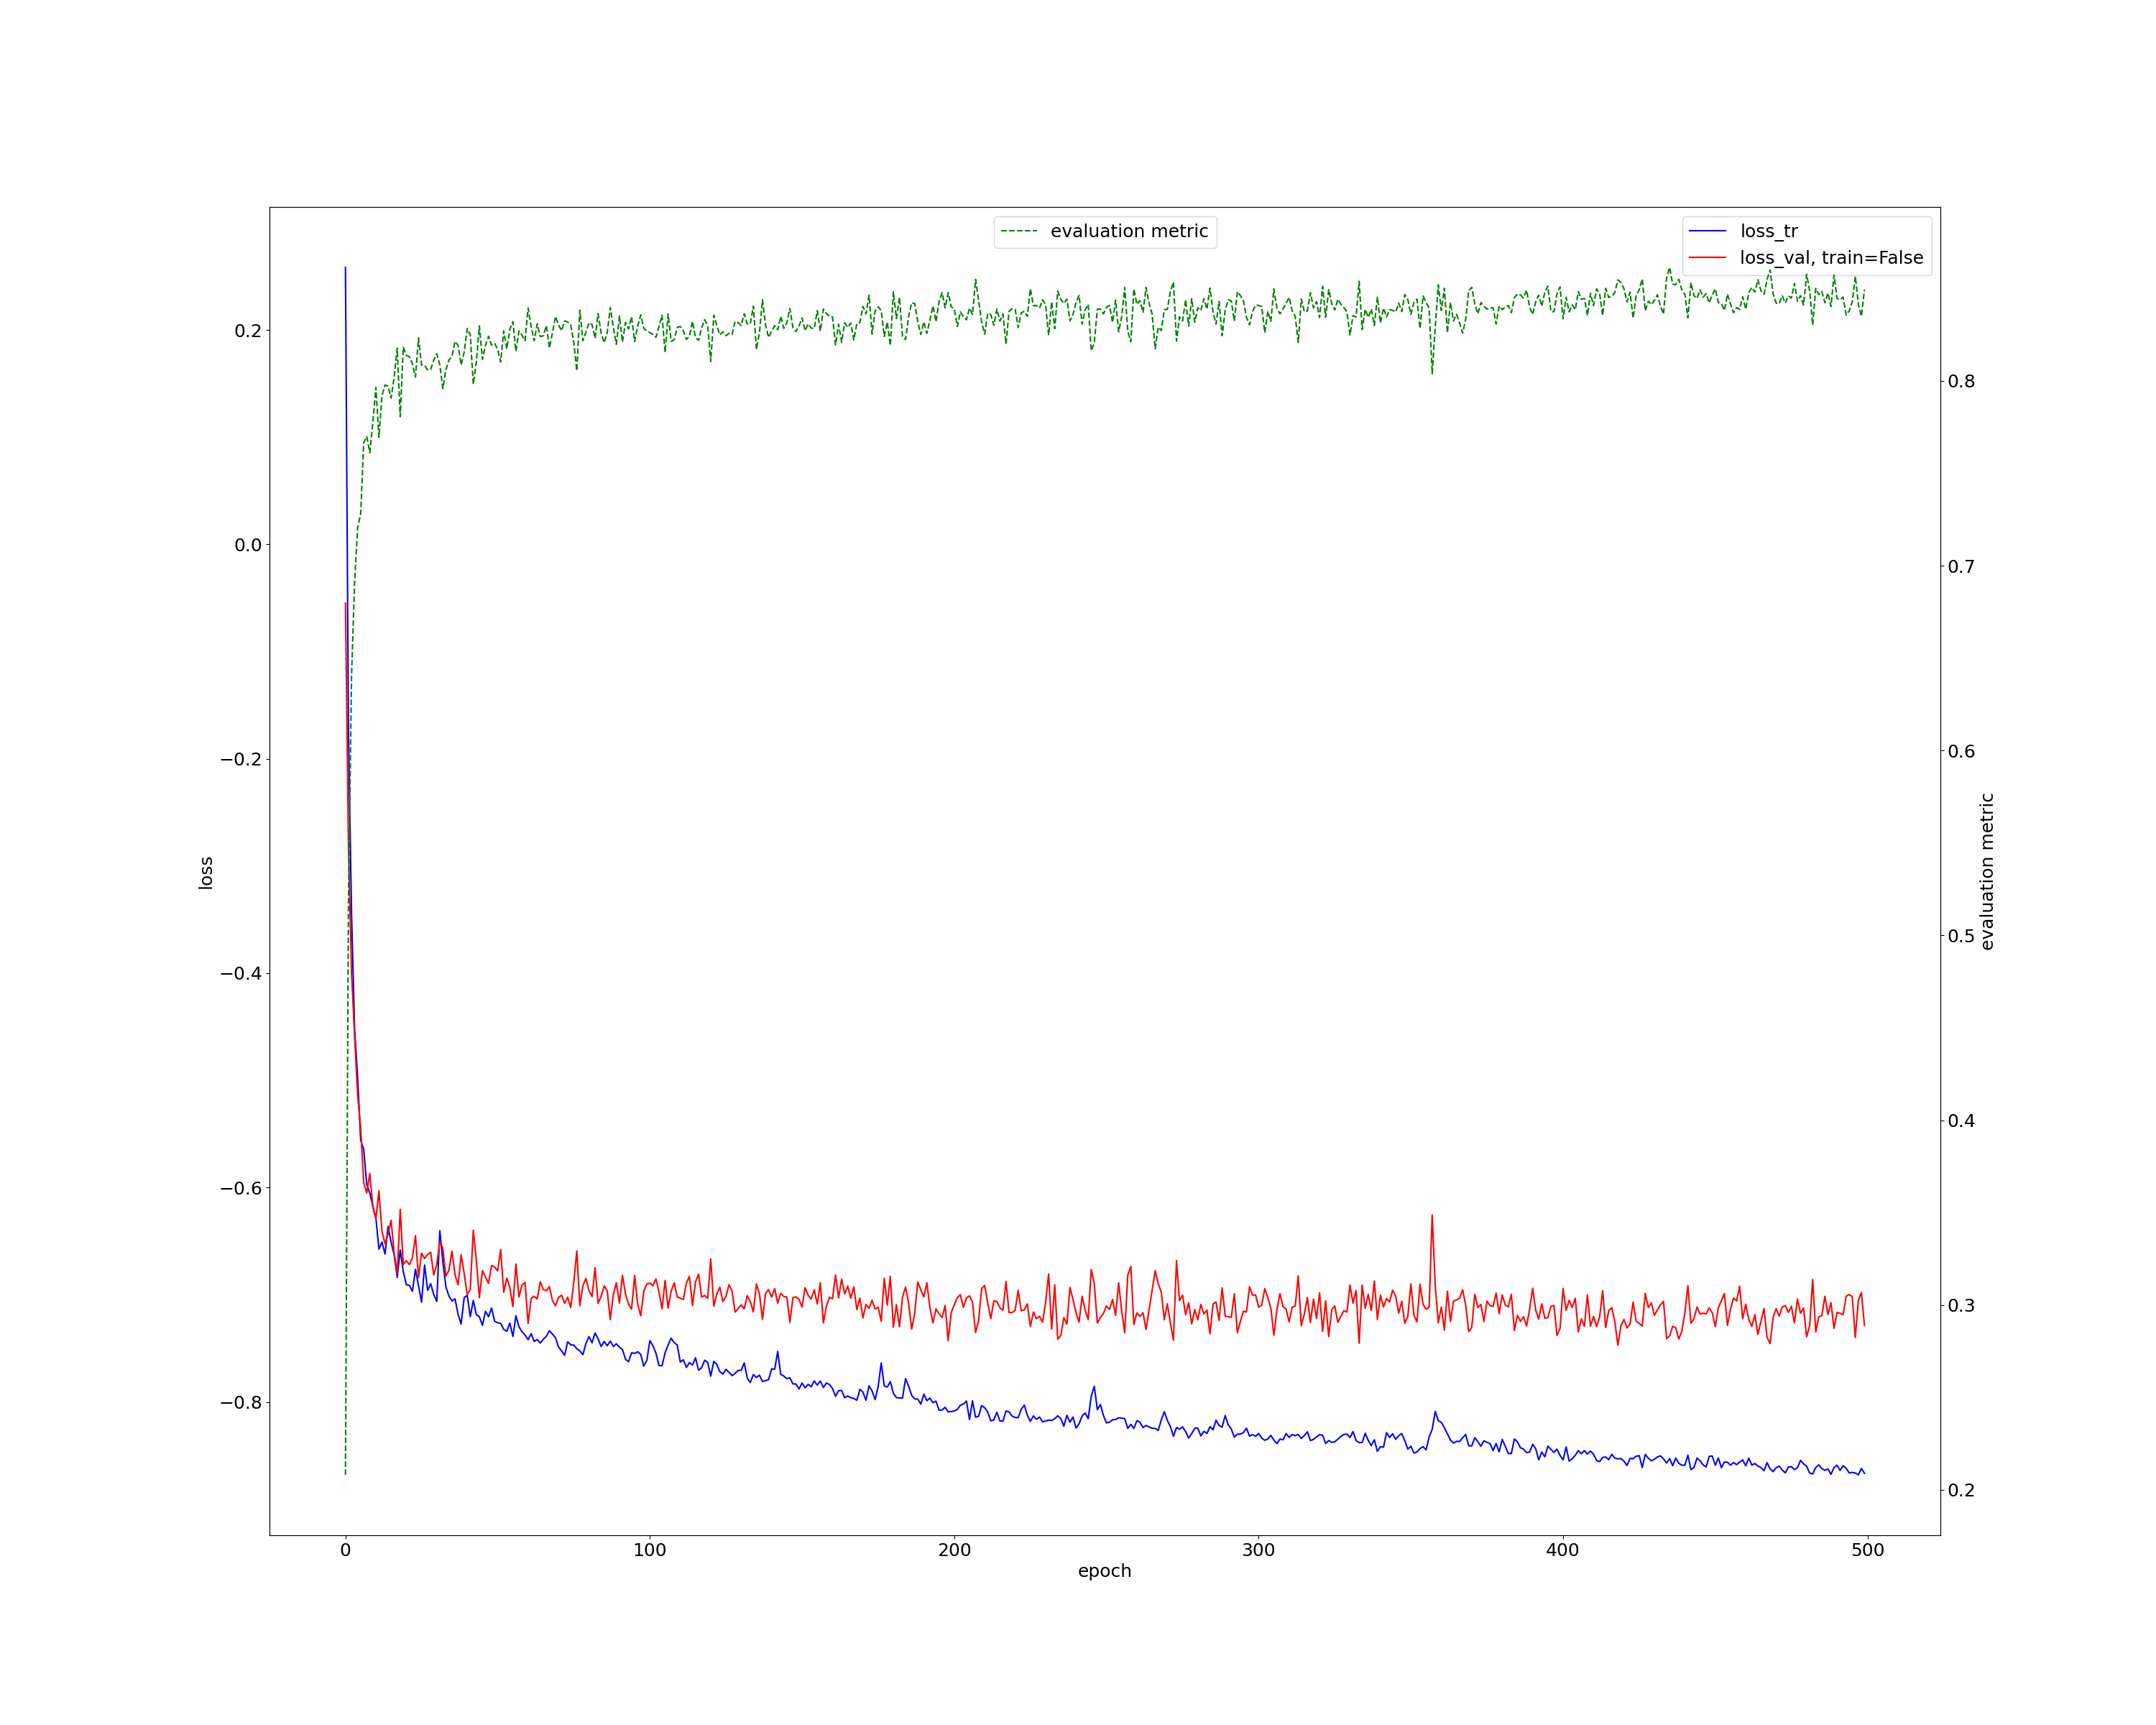 evaluation metric
loss_tr
loss_val, train=False
0.2
0.0
−0.2
−0.4
−0.6
−0.8
loss
0.8
0.7
0.6
0.5
0.4
0.3
0.2
evaluation metric
0 100 200 300 400 500
epoch